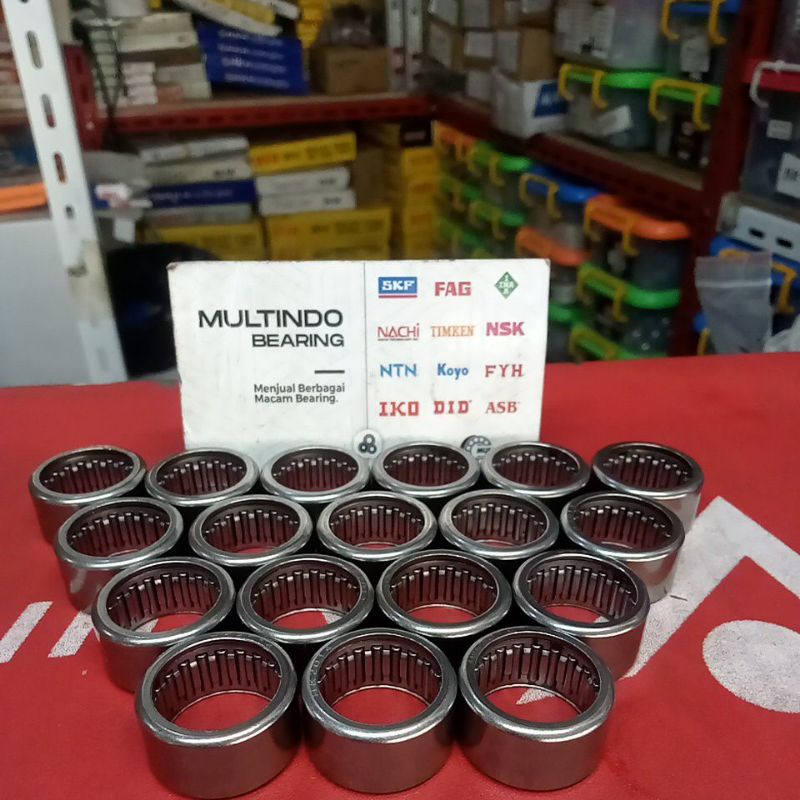 MULTINDO
BEARING
Menjual Berbagai
Macam Bearing.
SKF FAG INA
NACHI TIMKEN NSK
NTN Koyo FYH
IKO DID ASB